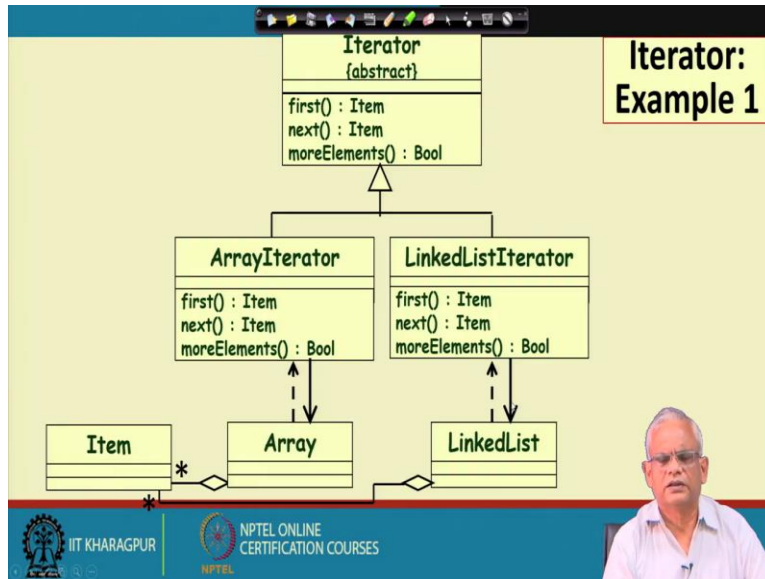 Iterator
{abstract}
first() : Item
next() : Item
moreElements() : Bool
Iterator:
Example 1
ArrayIterator
first() : Item
next() : Item
moreElements() : Bool
LinkedListIterator
first() : Item
next() : Item
moreElements() : Bool
Item
*
Array
LinkedList
*
IIT KHARAGPUR
NPTEL
NPTEL ONLINE
CERTIFICATION COURSES